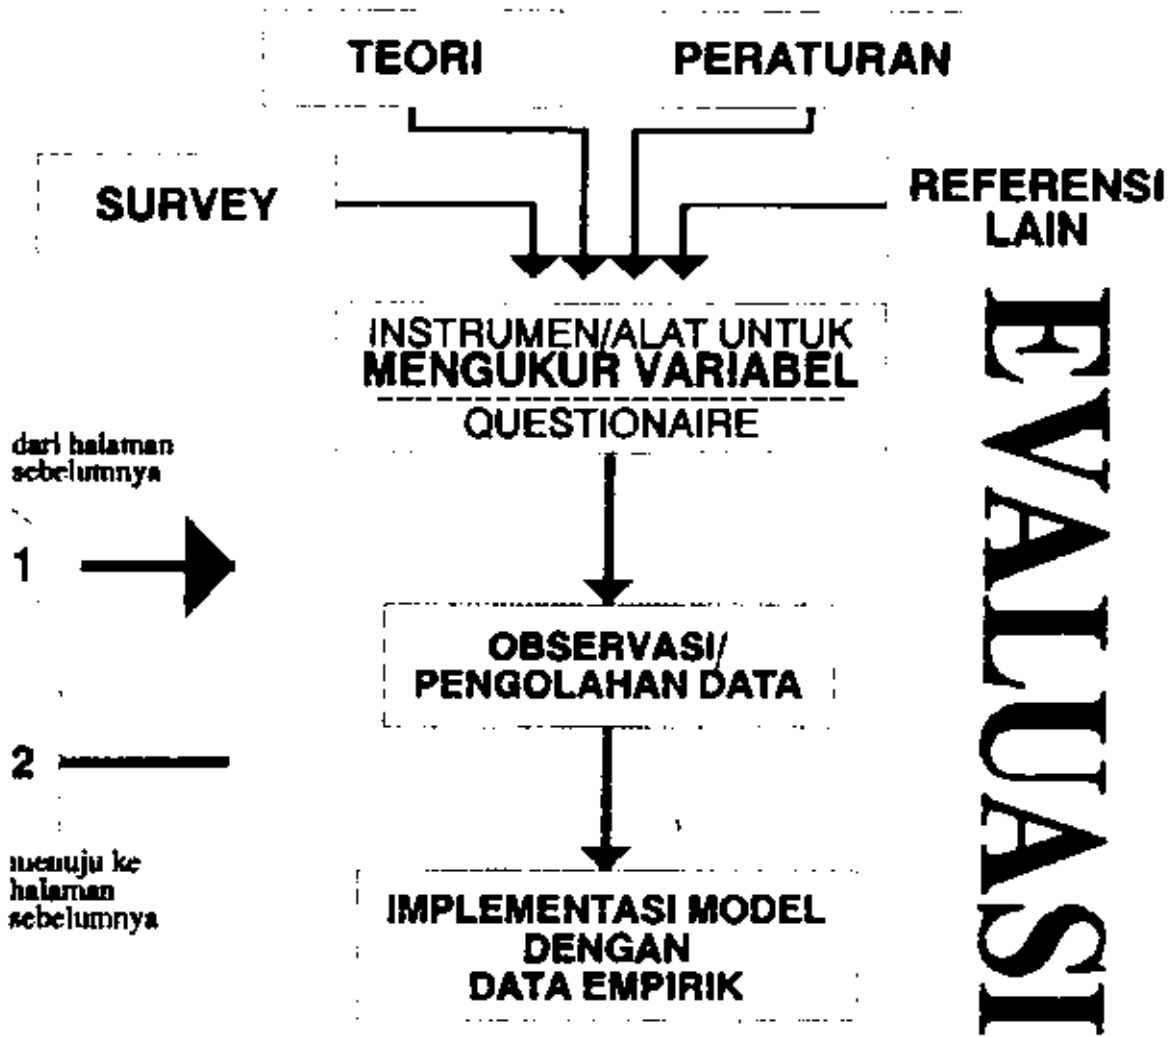 TEORI
PERATURAN
SURVEY
REFERENSI
LAIN
INSTRUMEN/ALAT UNTUK
MENGUKUR VARIABEL
QUESTIONAIRE
dari halaman
sebelumnya
1
OBSERVASI/
PENGOLAHAN DATA
2
menuju ke
halaman
sebelumnya
IMPLEMENTASI MODEL
DENGAN
DATA EMPIRIK
EVALUASI